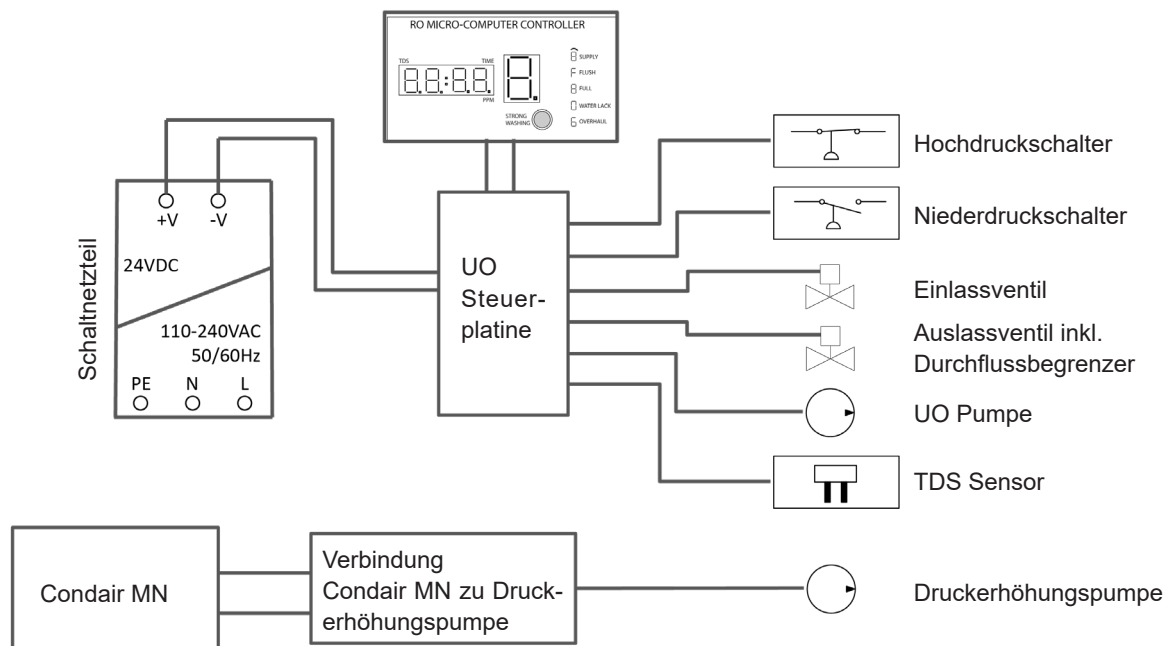 RO MICRO-COMPUTER CONTROLLER
TDS
TIME
PPM
SUPPLY
FLUSH
FULL
WATER LACK
OVERHAUL
STRONG
WASHING
Schaltnetzteil
+V
-V
24VDC
110-240VAC
50/60Hz
PE
N
L
UO
Steuer-
platine
Hochdruckschalter
Niederdruckschalter
Einlassventil
Auslassventil inkl.
Durchflussbegrenzer
UO Pumpe
TDS Sensor
Condair MN
Verbindung
Condair MN zu Druck-
erhöhungspumpe
Druckerhöhungspumpe